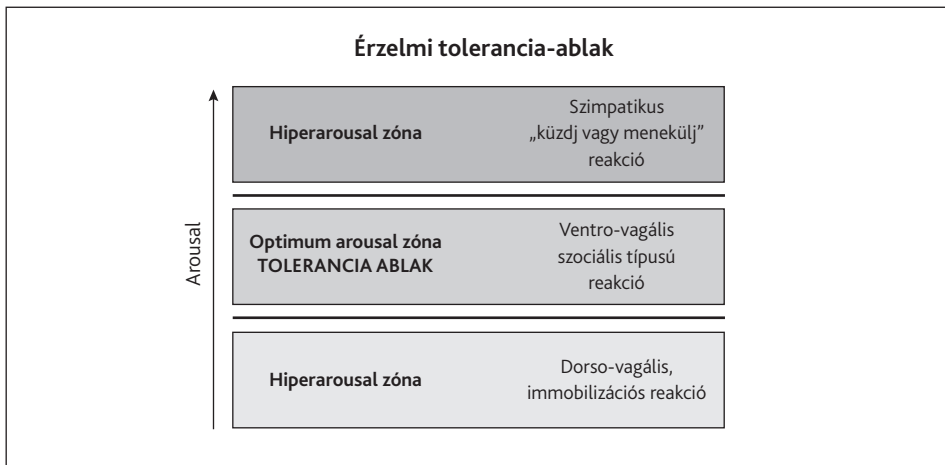 Érzelmi tolerancia-ablak
Arousal
Hiperarousal zóna
Szimpatikus
„küzdj vagy menekülj”
reakció
Optimum arousal zóna
TOLERANCIA ABLAK
Ventro-vagális
szociális típusú
reakció
Hiperarousal zóna
Dorso-vagális,
immobilizációs reakció